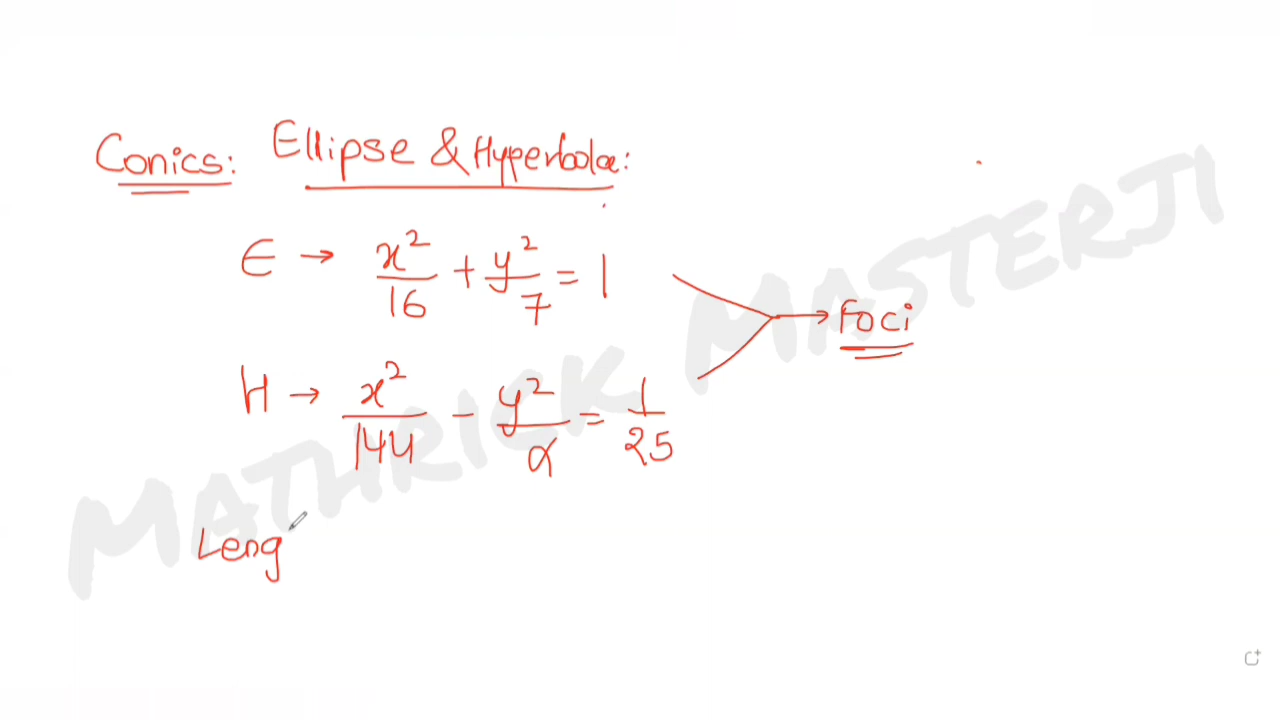 Conics: Ellipse & Hyperbola:
E → x²/16 + y²/7 = 1
→ Foci
H → x²/144 - y²/α = 1/25
Leng
MATHRICK MASTERJI